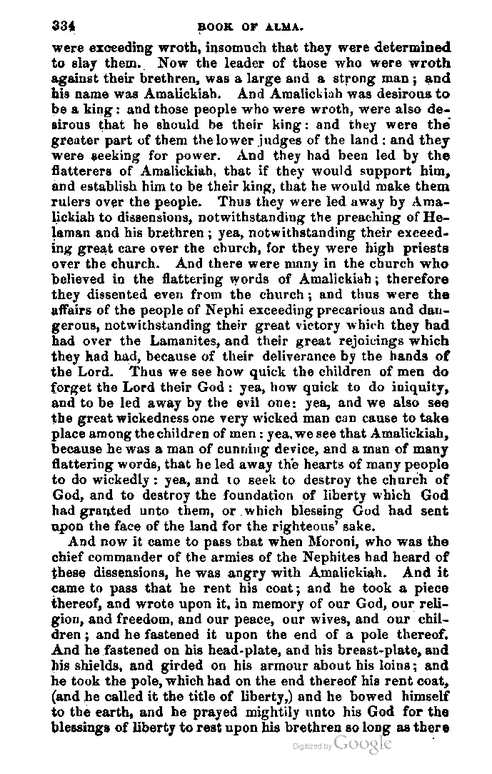 334 BOOK OF ALMA.
were exceeding wroth, insomuch that they were determined
to slay them. Now the leader of those who were wroth
against their brethren, was a large and a strong man; and
his name was Amalickiah. And Amalickiah was desirous to
be a king: and those people who were wroth, were also de-
sirous that he should be their king: and they were the
greater part of them the lower judges of the land: and they
were seeking for power. And they had been led by the
flatterers of Amalickiah, that if they would support him,
and establish him to be their king, that he would make them
rulers over the people. Thus they were led away by Ama-
lickiah to dissensions, notwithstanding the preaching of He-
laman and his brethren; yea, notwithstanding their exceed-
ing great care over the church, for they were high priests
over the church. And there were many in the church who
believed in the flattering words of Amalickiah; therefore
they dissented even from the church; and thus were the
affairs of the people of Nephi exceeding precarious and dan-
gerous, notwithstanding their great victory which they had
had over the Lamanites, and their great rejoicings which
they had had, because of their deliverance by the hands of
the Lord. Thus we see how quick the children of men do
forget the Lord their God: yea, how quick to do iniquity,
and to be led away by the evil one: yea, and we also see
the great wickedness one very wicked man can cause to take
place among the children of men: yea, we see that Amalickiah,
because he was a man of cunning device, and a man of many
flattering words, that he led away the hearts of many people
to do wickedly: yea, and to seek to destroy the church of
God, and to destroy the foundation of liberty which God
had granted unto them, or which blessing God had sent
upon the face of the land for the righteous' sake.
And now it came to pass that when Moroni, who was the
chief commander of the armies of the Nephites had heard of
these dissensions, he was angry with Amalickiah. And it
came to pass that he rent his coat; and he took a piece
thereof, and wrote upon it, in memory of our God, our reli-
gion, and freedom, and our peace, our wives, and our chil-
dren; and he fastened it upon the end of a pole thereof.
And he fastened on his head-plate, and his breast-plate, and
his shields, and girded on his armour about his loins; and
he took the pole, which had on the end thereof his rent coat,
(and he called it the title of liberty,) and he bowed himself
to the earth, and he prayed mightily unto his God for the
blessings of liberty to rest upon his brethren so long as there
Digitized by Google